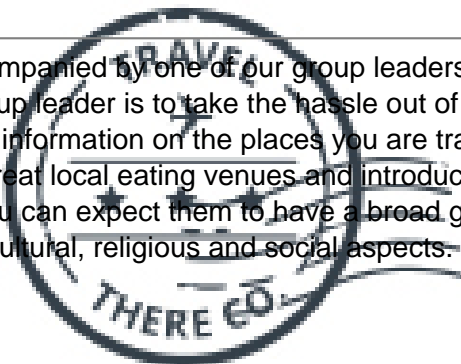 TRAVEL
mpanied by one of our group leaders
up leader is to take the hassle out of
information on the places you are tra
reat local eating venues and introduc
u can expect them to have a broad g
ultural, religious and social aspects.
THERE CO.